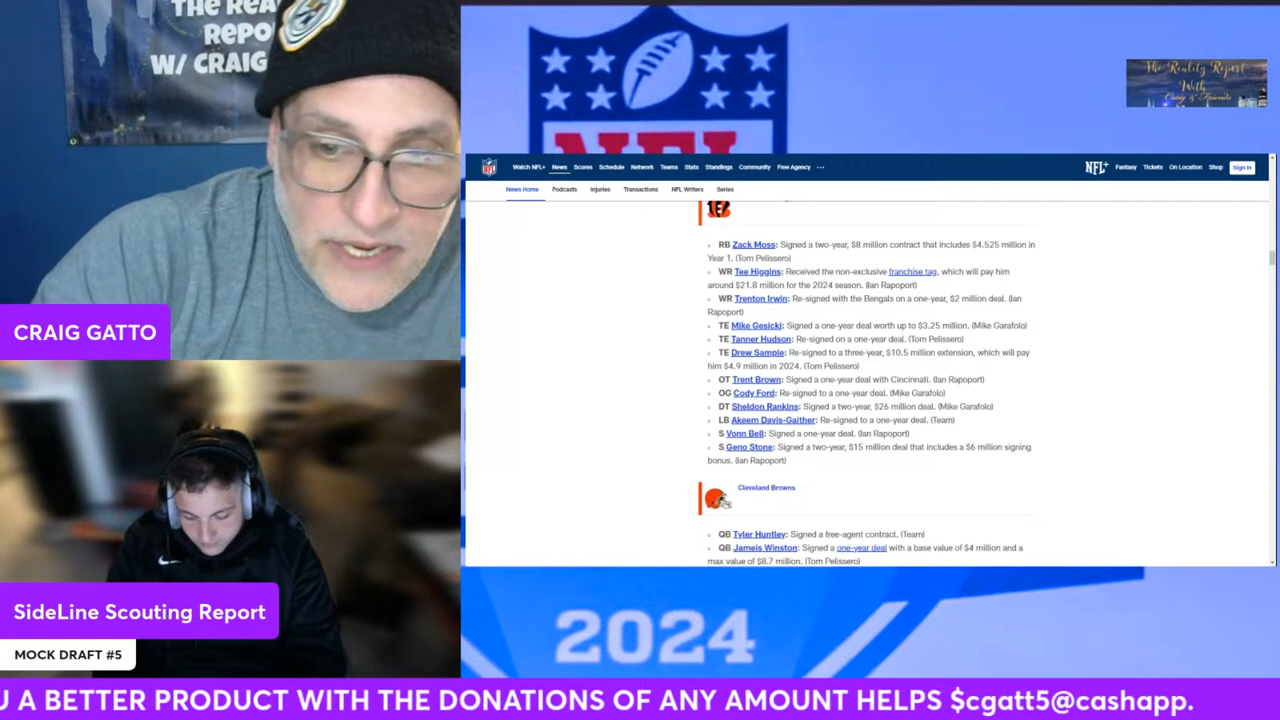 THE REA
REPO
W/ CRAIG
CRAIG GATTO
SideLine Scouting Report
MOCK DRAFT #5
The Reality Report
With
Craig & Friends
Watch NFL+ News Scores Schedule Network Teams Stats Standings Community Free Agency ••• NFL+ Fantasy Tickets On Location Shop Sign In
News Home Podcasts Injuries Transactions NFL Writers Series
RB Zack Moss: Signed a two-year, $8 million contract that includes $4.525 million in
Year 1. (Tom Pelissero)
WR Tee Higgins: Received the non-exclusive franchise tag, which will pay him
around $21.8 million for the 2024 season. (Ian Rapoport)
WR Trenton Irwin: Re-signed with the Bengals on a one-year, $2 million deal. (Ian
Rapoport)
TE Mike Gesicki: Signed a one-year deal worth up to $3.25 million. (Mike Garafolo)
TE Tanner Hudson: Re-signed on a one-year deal. (Tom Pelissero)
TE Drew Sample: Re-signed to a three-year, $10.5 million extension, which will pay
him $4.9 million in 2024. (Tom Pelissero)
OT Trent Brown: Signed a one-year deal with Cincinnati. (Ian Rapoport)
OG Cody Ford: Re-signed to a one-year deal. (Mike Garafolo)
DT Sheldon Rankins: Signed a two-year, $26 million deal. (Mike Garafolo)
LB Akeem Davis-Gaither: Re-signed to a one-year deal. (Team)
S Vonn Bell: Signed a one-year deal. (Ian Rapoport)
S Geno Stone: Signed a two-year, $15 million deal that includes a $6 million signing
bonus. (Ian Rapoport)
Cleveland Browns
QB Tyler Huntley: Signed a free-agent contract. (Team)
QB Jameis Winston: Signed a one-year deal with a base value of $4 million and a
max value of $8.7 million. (Tom Pelissero)
2024
U A BETTER PRODUCT WITH THE DONATIONS OF ANY AMOUNT HELPS $cgatt5@cashapp.